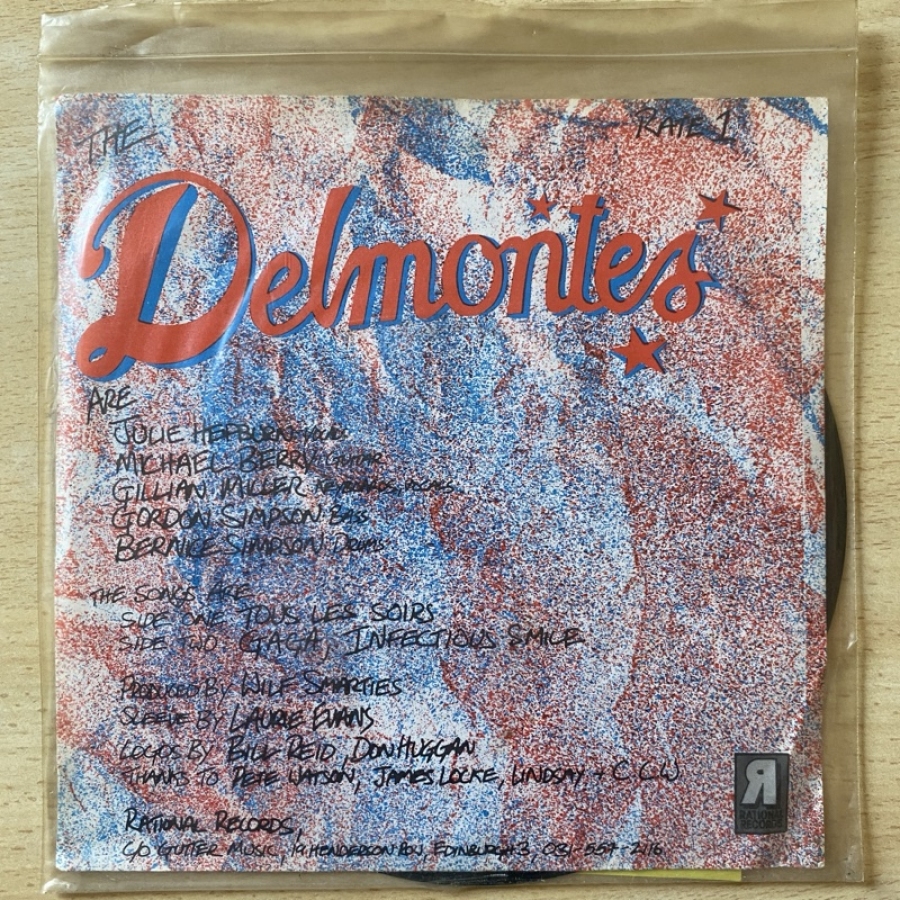 THE
RATE 1
Delmontes
ARE
JULIE HEPBURN VOCALS
MICHAEL BERRY GUITAR
GILLIAN MILLER KEYBOARDS, VOCALS
GORDON SIMPSON BASS
BERNICE SIMPSON DRUMS
THE SONGS ARE
SIDE ONE TOUS LES SOIRS
SIDE TWO GAGA, INFECTIOUS SMILE
PRODUCED BY WILF SMARTIES
SLEEVE BY LAURIE EVANS
LOGOS BY BILL REID, DON HUGGAN
THANKS TO PETE WATSON, JAMES LOCKE, LINDSAY + C.C.W
RATIONAL RECORDS,
C/O GUTTER MUSIC, 19 HENDERSON ROW, EDINBURGH 3, 031-557-2116
RATIONAL
RECORDS